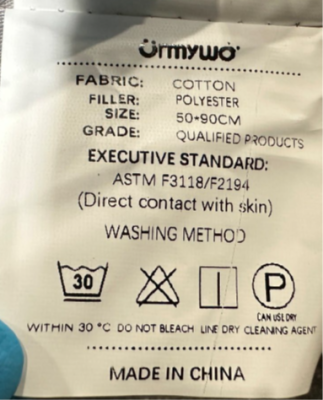 Ürmywo
FABRIC: COTTON
FILLER: POLYESTER
SIZE: 50*90CM
GRADE: QUALIFIED PRODUCTS
EXECUTIVE STANDARD:
ASTM F3118/F2194
(Direct contact with skin)
WASHING METHOD
30 P
CAN USE DRY
WITHIN 30 °C DO NOT BLEACH LINE DRY CLEANING AGENT
MADE IN CHINA